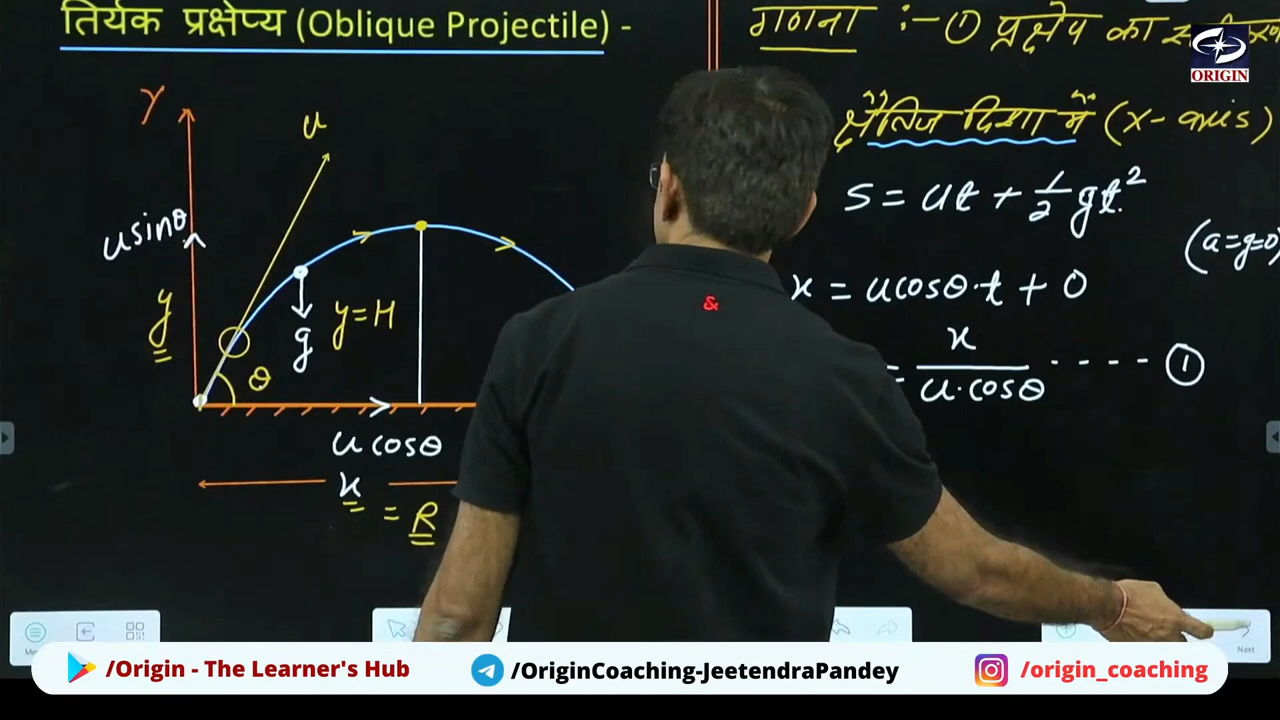 तिर्यक प्रक्षेप्य (Oblique Projectile) -
Y
u
usinθ
y
g
y=H
θ
u cosθ
x
= R
गणना :- ① प्रक्षेप का
ORIGIN
क्षैतिज दिशा में (x-axis)
S = ut + 1/2 gt²
(a=g=0)
x = ucosθ·t + 0
= x / u·cosθ ---- ①
&
Next
/Origin - The Learner's Hub
/OriginCoaching-JeetendraPandey
/origin_coaching